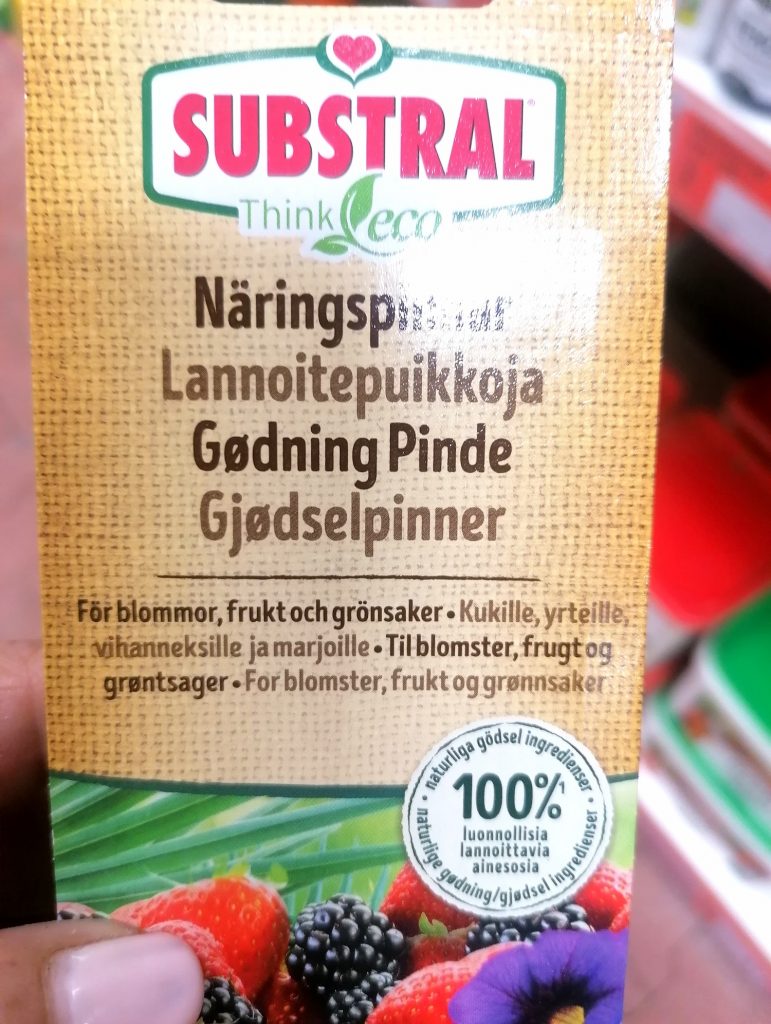 SUBSTRAL
Think eco
Lannoitepuikkoja
Gødning Pinde
Gjødselpinner
För blommor, frukt och grönsaker • Kukille, yrteille,
vihanneksille ja marjoille • Til blomster, frugt og
grøntsager • For blomster, frukt og grønnsaker
naturliga gödsel ingredienser
100%¹
luonnollisia
lannoittavia
ainesosia
naturlige gødning/gjødsel ingredienser